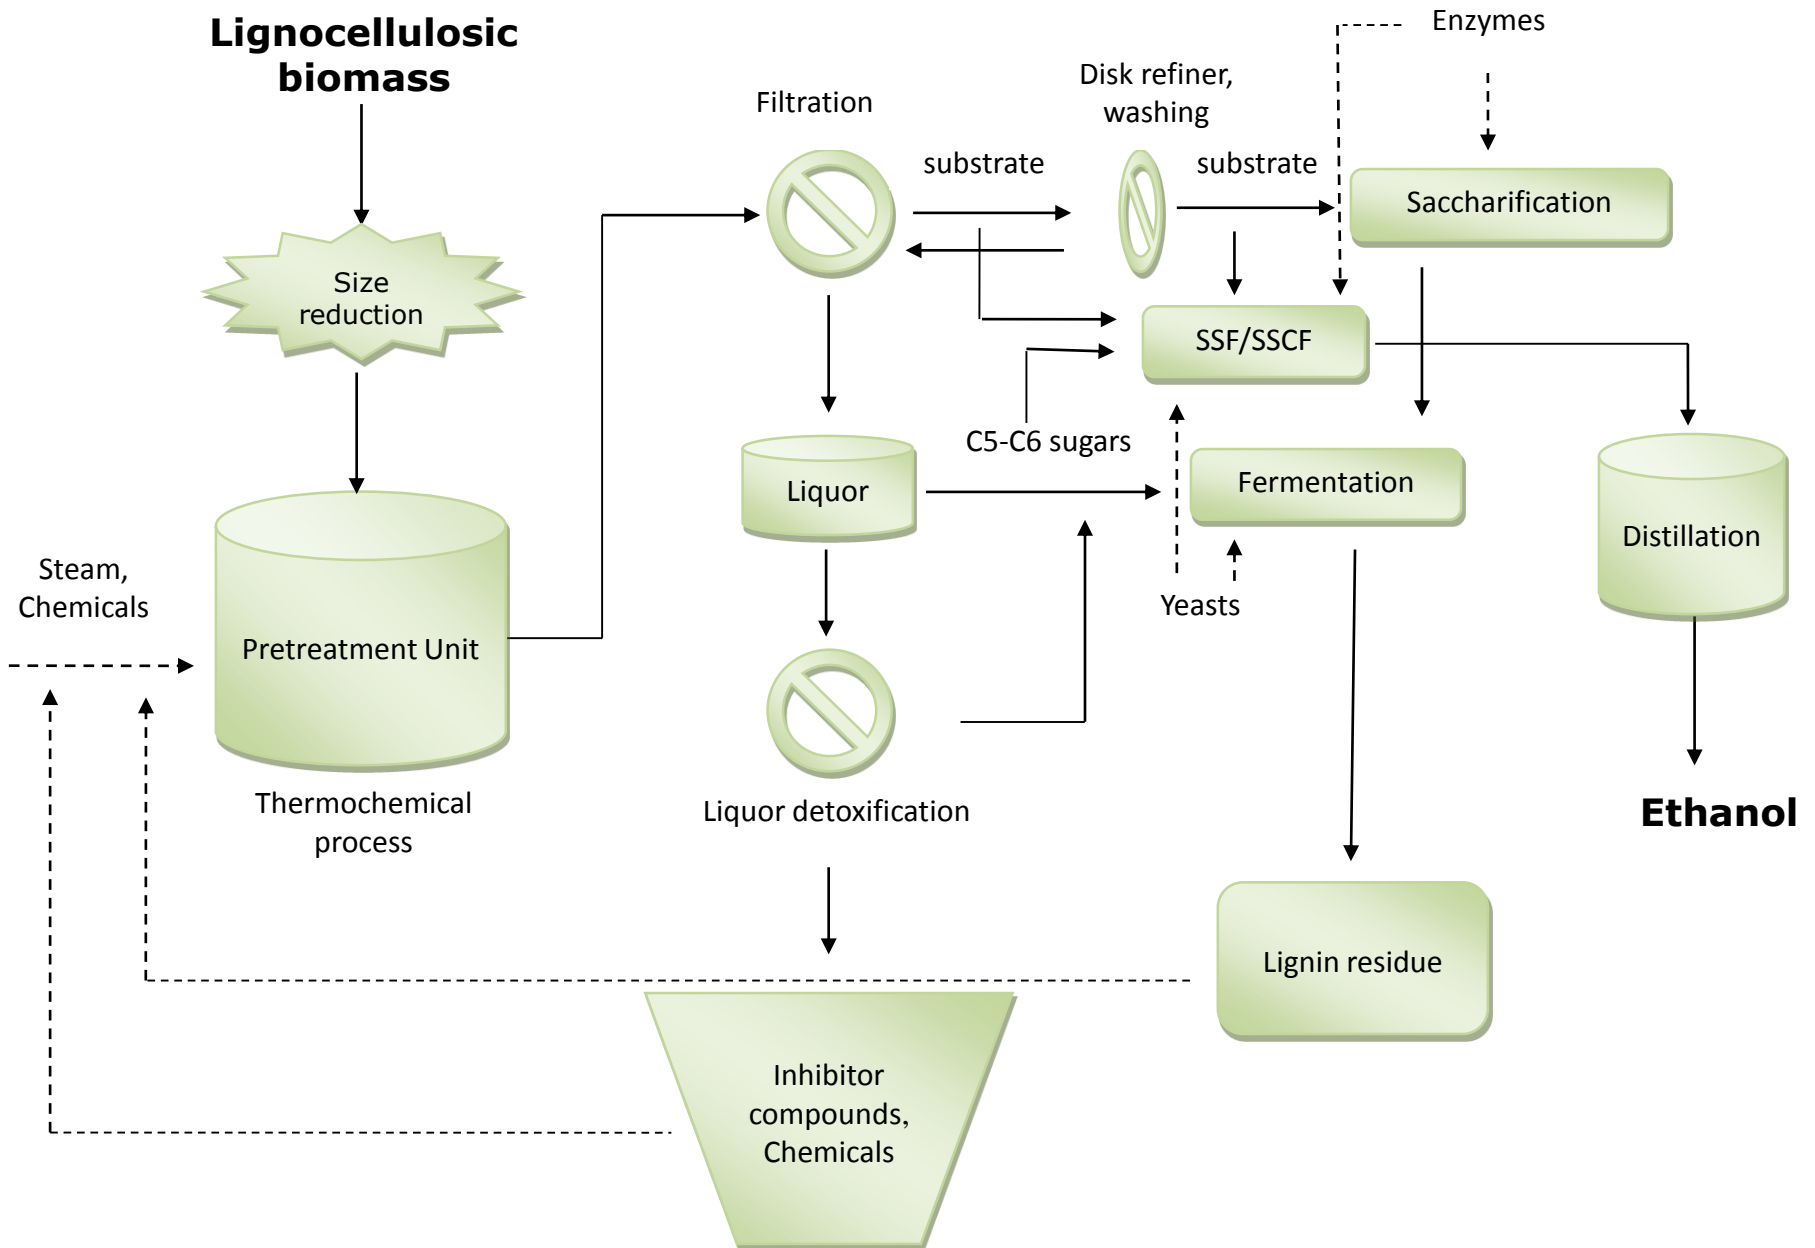 Lignocellulosic
biomass
Enzymes
Disk refiner,
washing
Filtration
substrate
substrate
Saccharification
Size
reduction
SSF/SSCF
C5-C6 sugars
Liquor
Fermentation
Distillation
Steam,
Chemicals
Yeasts
Pretreatment Unit
Thermochemical
process
Liquor detoxification
Ethanol
Lignin residue
Inhibitor
compounds,
Chemicals